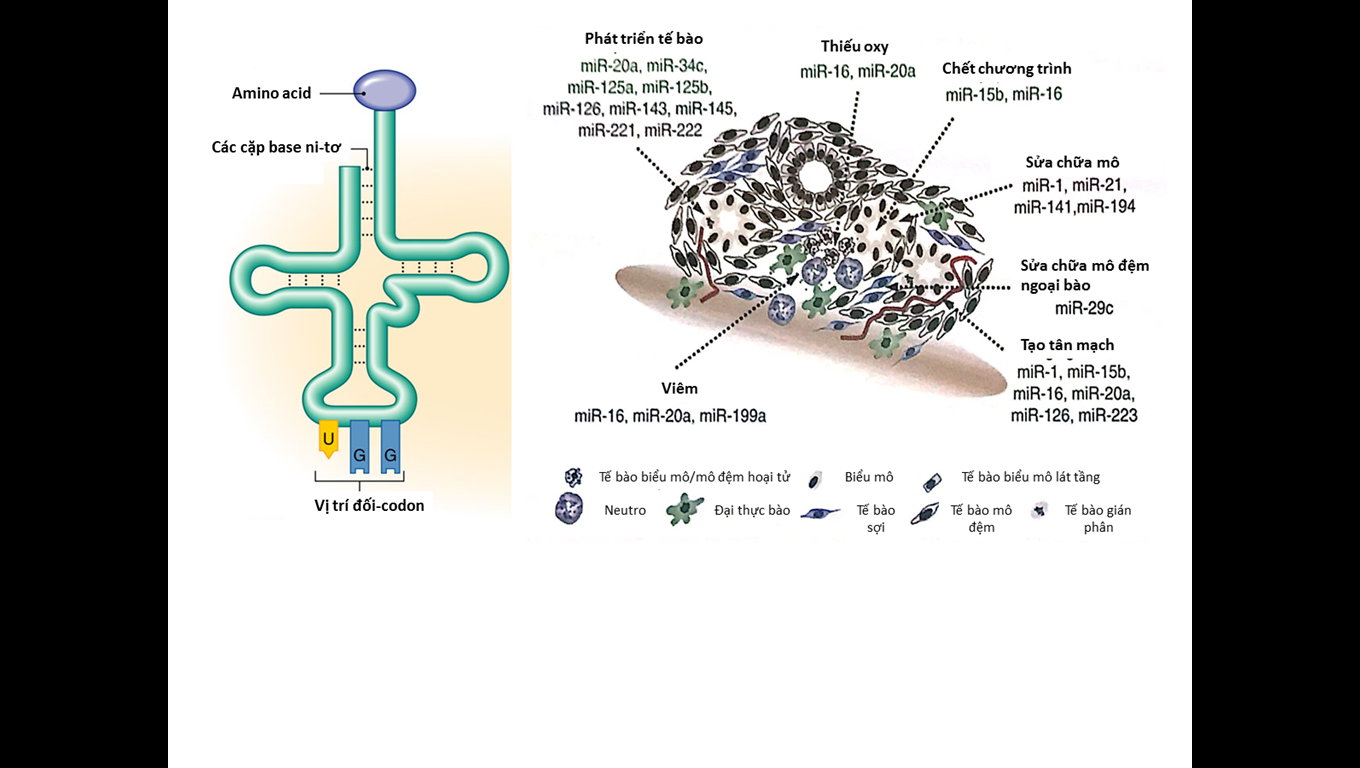 Amino acid
Các cặp base ni-tơ
U
G
G
Vị trí đối-codon
Phát triển tế bào
miR-20a, miR-34c,
miR-125a, miR-125b,
miR-126, miR-143, miR-145,
miR-221, miR-222
Thiếu oxy
miR-16, miR-20a
Chết chương trình
miR-15b, miR-16
Sửa chữa mô
miR-1, miR-21,
miR-141,miR-194
Sửa chữa mô đệm
ngoại bào
miR-29c
Tạo tân mạch
miR-1, miR-15b,
miR-16, miR-20a,
miR-126, miR-223
Viêm
miR-16, miR-20a, miR-199a
Tế bào biểu mô/mô đệm hoại tử
Biểu mô
Tế bào biểu mô lát tầng
Neutro
Đại thực bào
Tế bào
sợi
Tế bào mô
đệm
Tế bào gián
phân